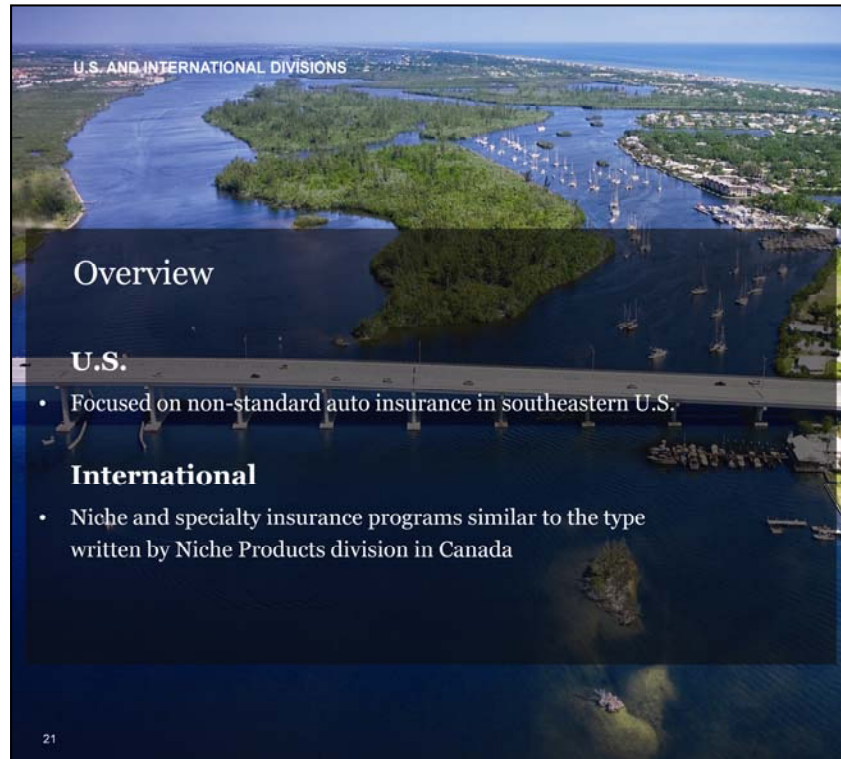 U.S. AND INTERNATIONAL DIVISIONS
Overview
U.S.
• Focused on non-standard auto insurance in southeastern U.S.
International
• Niche and specialty insurance programs similar to the type
written by Niche Products division in Canada
21